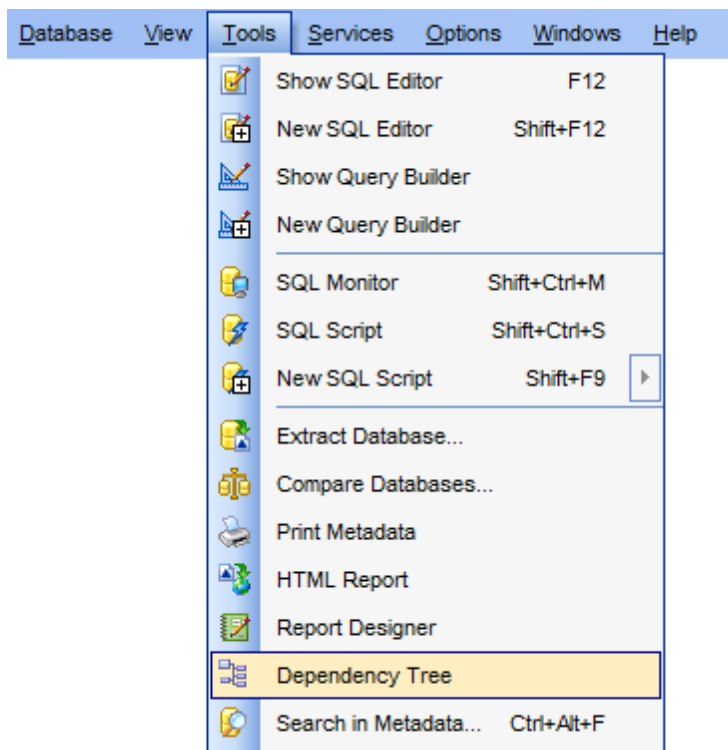 Database View Tools Services Options Windows Help
Show SQL Editor F12
New SQL Editor Shift+F12
Show Query Builder
New Query Builder
SQL Monitor Shift+Ctrl+M
SQL Script Shift+Ctrl+S
New SQL Script Shift+F9
Extract Database...
Compare Databases...
Print Metadata
HTML Report
Report Designer
Dependency Tree
Search in Metadata... Ctrl+Alt+F